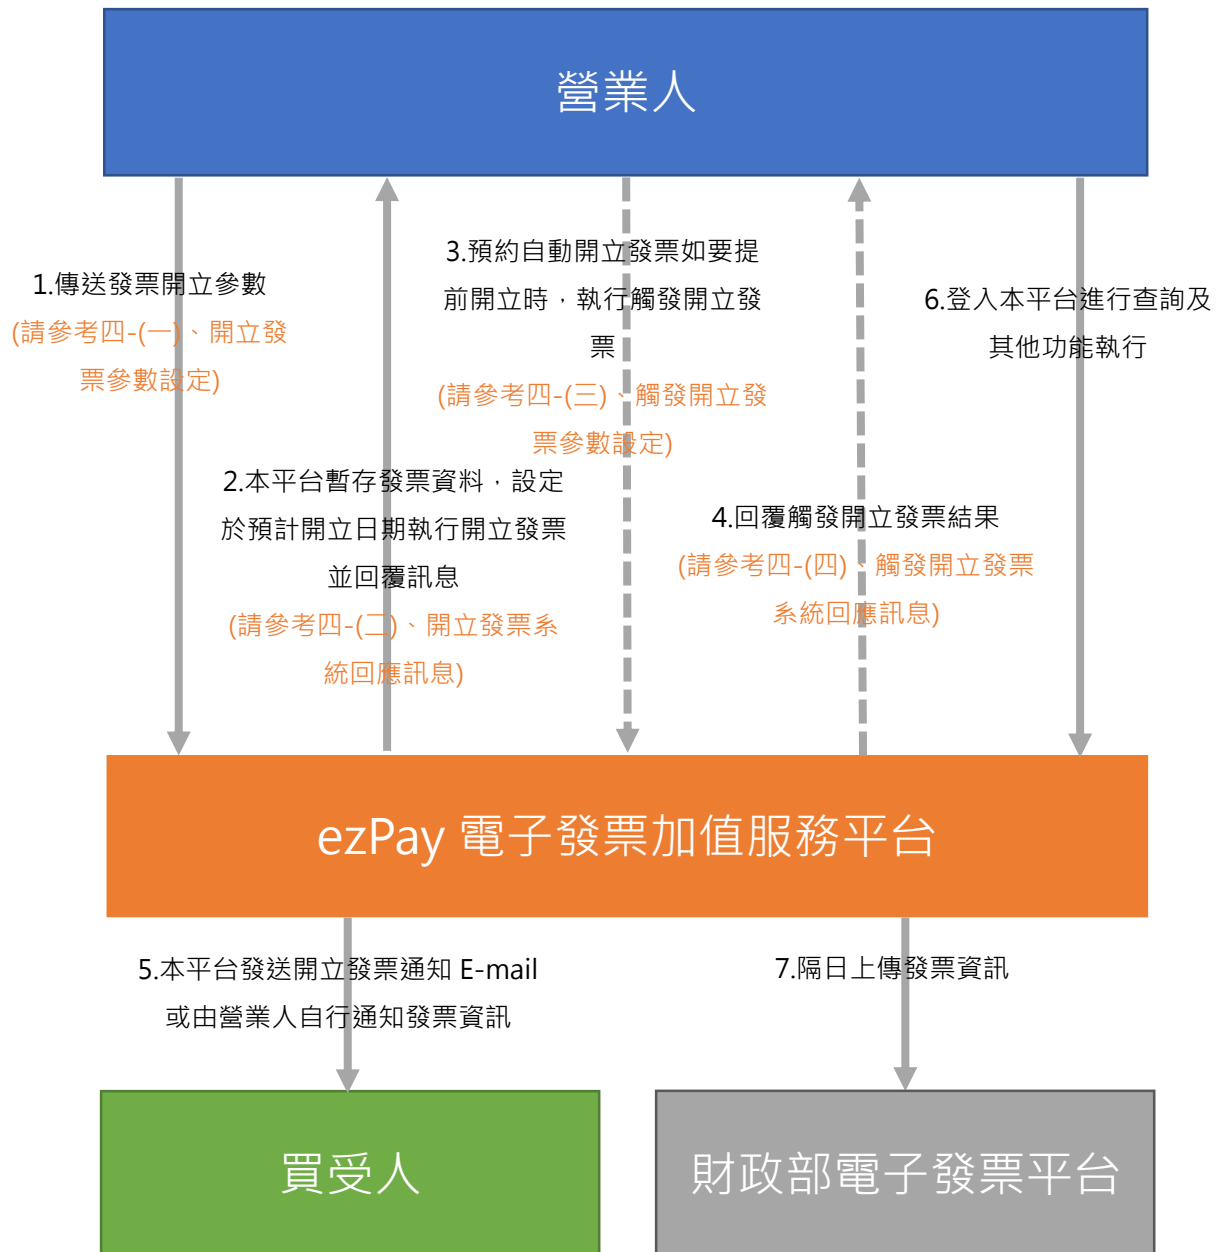 營業人
1.傳送發票開立參數
(請參考四-(一)、開立發
票參數設定)
2.本平台暫存發票資料，設定
於預計開立日期執行開立發票
並回覆訊息
(請參考四-(二)、開立發票系
統回應訊息)
3.預約自動開立發票如要提
前開立時，執行觸發開立發
票
(請參考四-(三)、觸發開立發
票參數設定)
4.回覆觸發開立發票結果
(請參考四-(四)、觸發開立發票
系統回應訊息)
6.登入本平台進行查詢及
其他功能執行
ezPay 電子發票加值服務平台
5.本平台發送開立發票通知 E-mail
或由營業人自行通知發票資訊
7.隔日上傳發票資訊
買受人
財政部電子發票平台